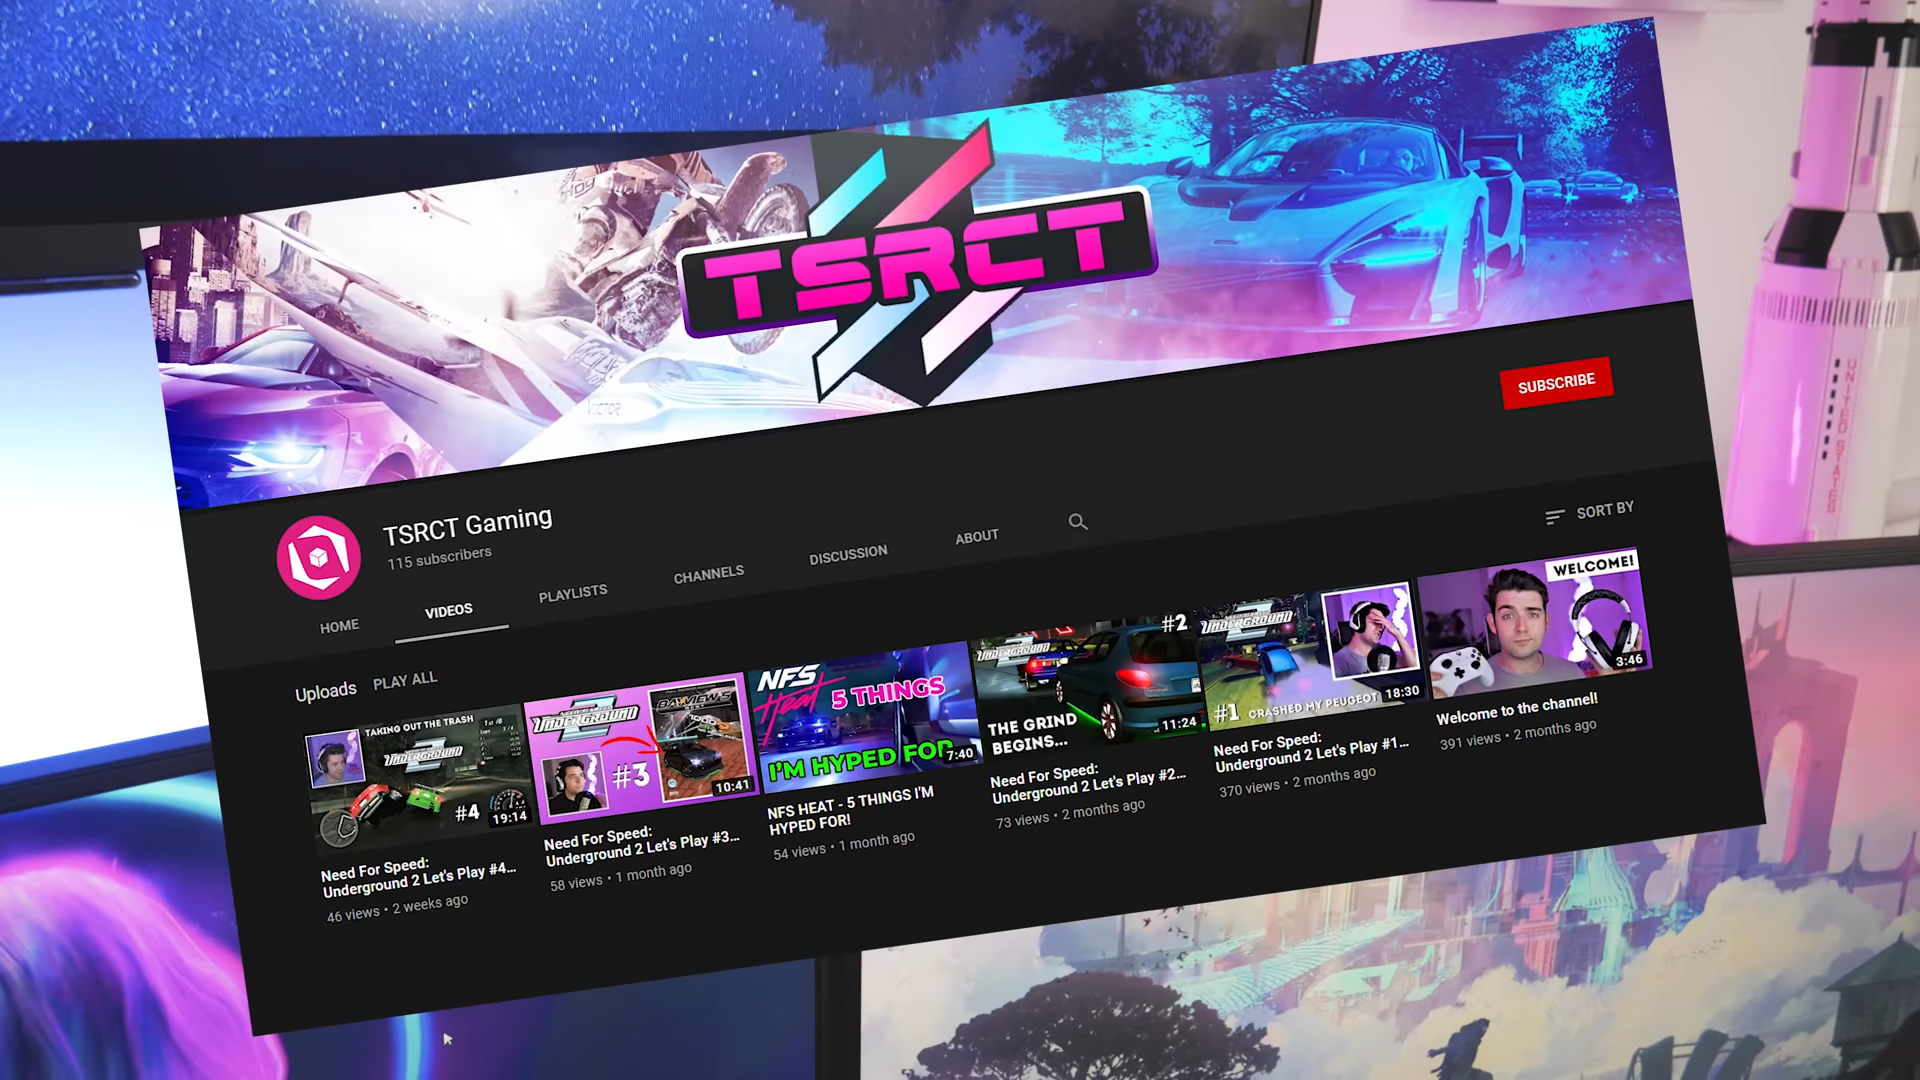 TSRCT
VECTOR
UNITED STATES
SUBSCRIBE
TSRCT Gaming
115 subscribers
HOME
VIDEOS
PLAYLISTS
CHANNELS
DISCUSSION
ABOUT
SORT BY
Uploads
PLAY ALL
TAKING OUT THE TRASH
UNDERGROUND
2
#4
19:14
Need For Speed:
Underground 2 Let's Play #4...
46 views • 2 weeks ago
UNDERGROUND
2
#3
10:41
Need For Speed:
Underground 2 Let's Play #3...
58 views • 1 month ago
NFS
Heat
5 THINGS
I'M HYPED FOR
7:40
NFS HEAT - 5 THINGS I'M
HYPED FOR!
54 views • 1 month ago
#2
UNDERGROUND
THE GRIND
BEGINS...
11:24
Need For Speed:
Underground 2 Let's Play #2...
73 views • 2 months ago
UNDERGROUND
2
#1 CRASHED MY PEUGEOT
18:30
Need For Speed:
Underground 2 Let's Play #1...
370 views • 2 months ago
WELCOME!
3:46
Welcome to the channel!
391 views • 2 months ago